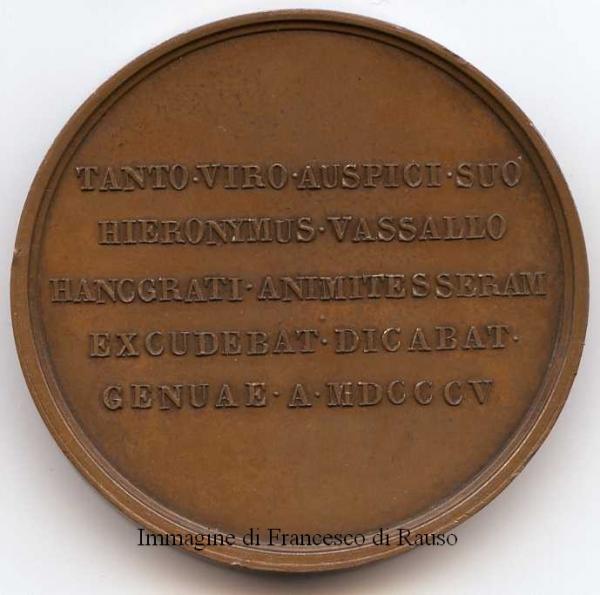 TANTO·VIRO·AUSPICI·SUO
HIERONYMUS·VASSALLO
HANCGRATI·ANIMITESSERAM
EXCUDEBAT·DICABAT·
GENUAE·A·MDCCCV
Immagine di Francesco di Rauso